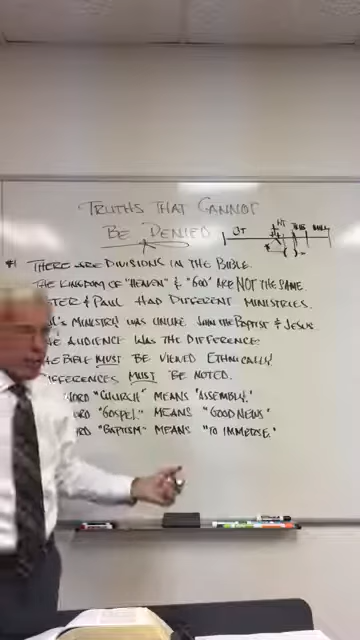 TRUTHS THAT CANNOT
BE DENIED
OT
NT
#1 THERE ARE DIVISIONS IN THE BIBLE.
THE KINGDOM OF "HEAVEN" & "GOD" ARE NOT THE SAME
& PAUL HAD DIFFERENT MINISTRIES.
MINISTRY WAS UNLIKE JOHN THE BAPTIST & JESUS
AUDIENCE WAS THE DIFFERENCE
BIBLE MUST BE VIEWED ETHNICALLY.
MUST BE NOTED.
"CHURCH" MEANS "ASSEMBLY."
"GOSPEL" MEANS "GOOD NEWS"
"BAPTISM" MEANS "TO IMMERSE."